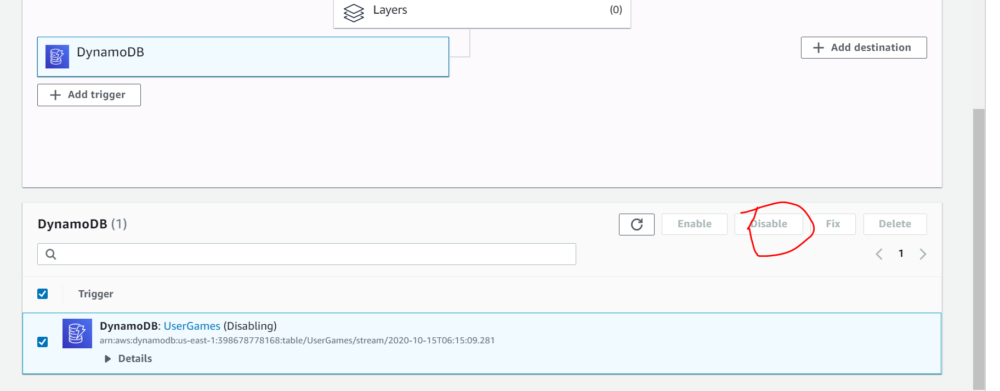 Layers (0)
DynamoDB
Add destination
Add trigger
DynamoDB (1)
Enable
Disable
Fix
Delete
1
Trigger
DynamoDB: UserGames (Disabling)
arn:aws:dynamodb:us-east-1:398678778168:table/UserGames/stream/2020-10-15T06:15:09.281
Details